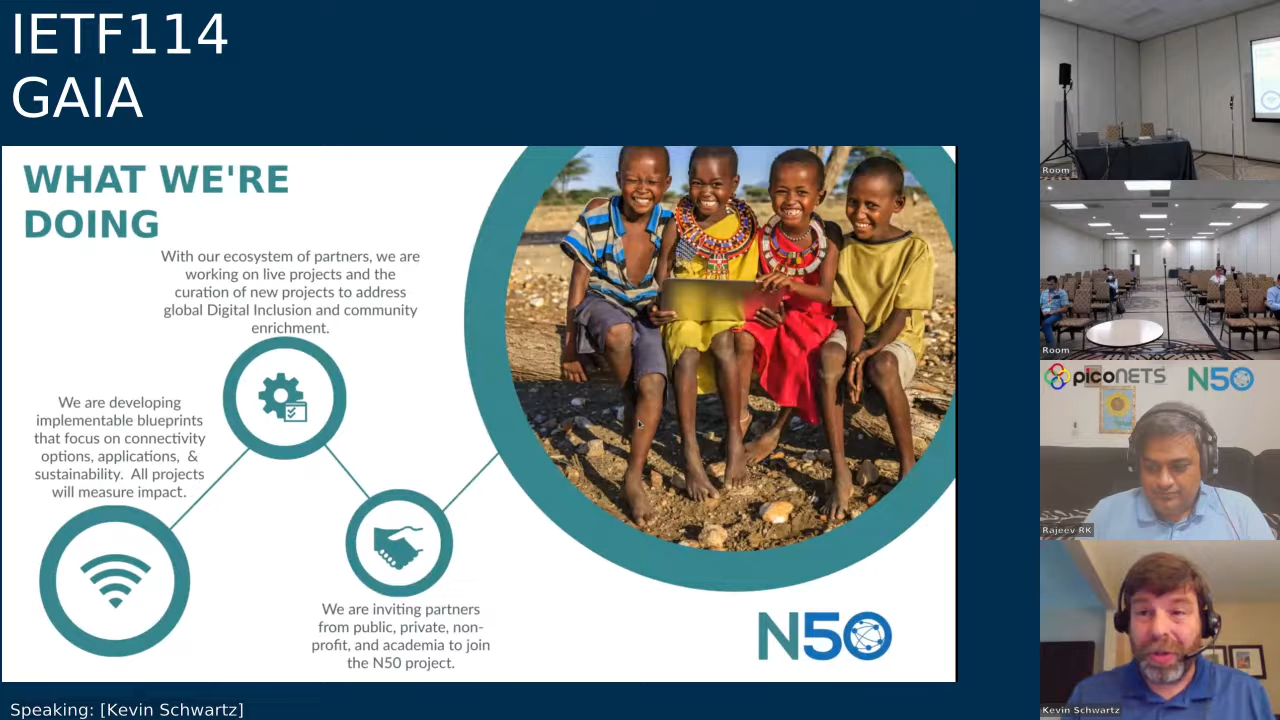 IETF114
GAIA
WHAT WE'RE
DOING
With our ecosystem of partners, we are
working on live projects and the
curation of new projects to address
global Digital Inclusion and community
enrichment.
We are developing
implementable blueprints
that focus on connectivity
options, applications, &
sustainability. All projects
will measure impact.
We are inviting partners
from public, private, non-
profit, and academia to join
the N50 project.
N50
Speaking: [Kevin Schwartz]
Room
Room
picoNETS N50
Rajeev RK
Kevin Schwartz